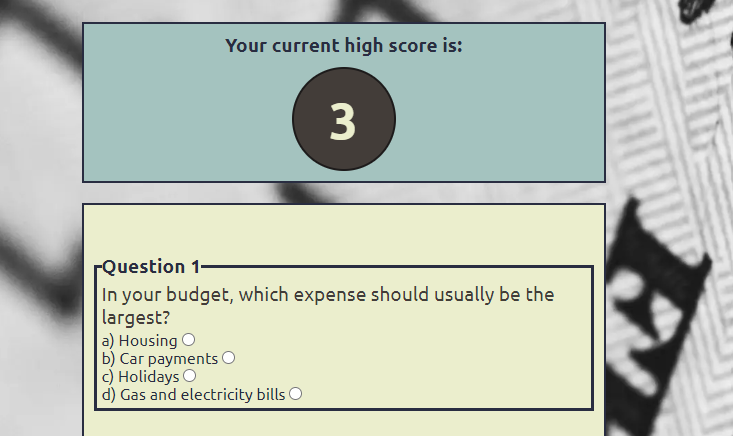 Your current high score is:
3
Question 1
In your budget, which expense should usually be the
largest?
a) Housing
b) Car payments
c) Holidays
d) Gas and electricity bills